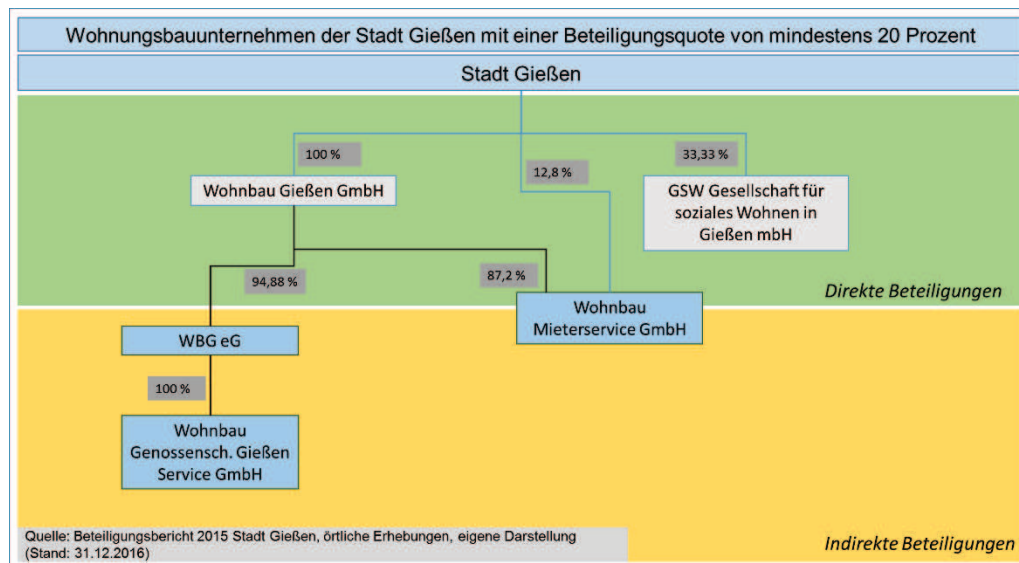 Wohnungsbauunternehmen der Stadt Gießen mit einer Beteiligungsquote von mindestens 20 Prozent
Stadt Gießen
100 %
12,8 %
33,33 %
Wohnbau Gießen GmbH
GSW Gesellschaft für
soziales Wohnen in
Gießen mbH
94,88 %
87,2 %
Direkte Beteiligungen
Wohnbau
Mieterservice GmbH
WBG eG
100 %
Wohnbau
Genossensch. Gießen
Service GmbH
Quelle: Beteiligungsbericht 2015 Stadt Gießen, örtliche Erhebungen, eigene Darstellung
(Stand: 31.12.2016)
Indirekte Beteiligungen